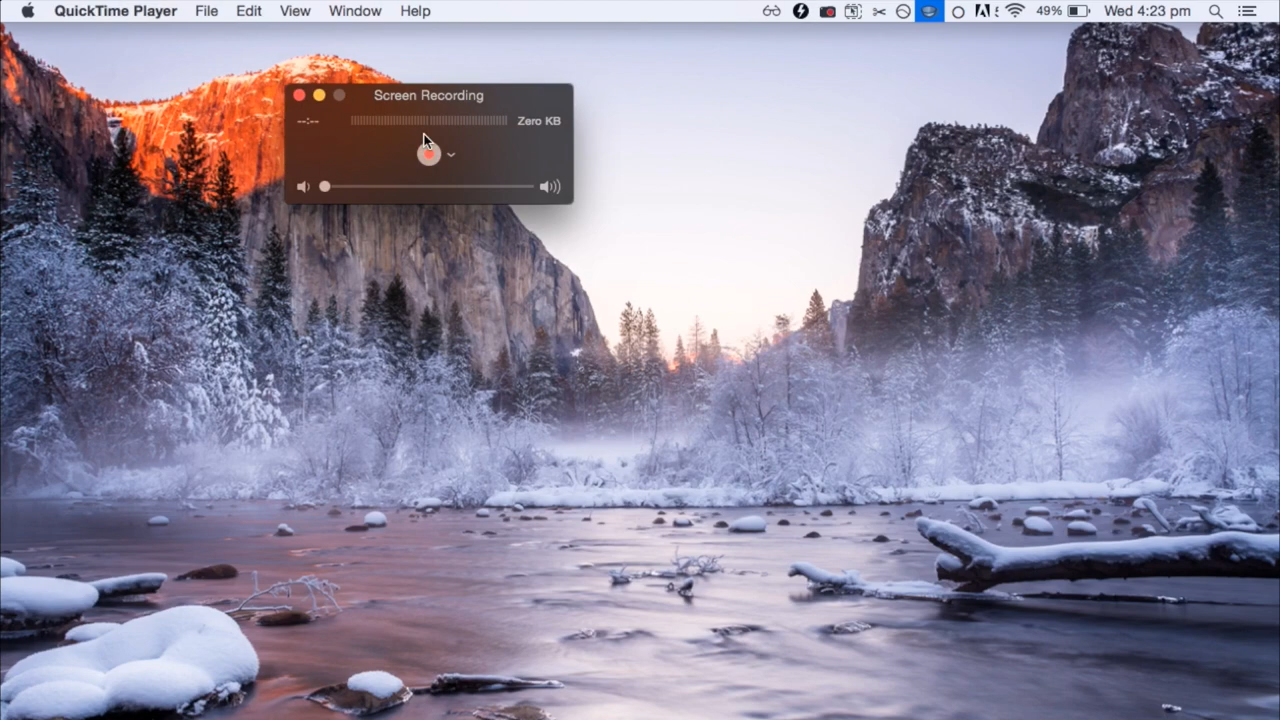 QuickTime Player File Edit View Window Help 49% Wed 4:23 pm
Screen Recording
--:-- Zero KB